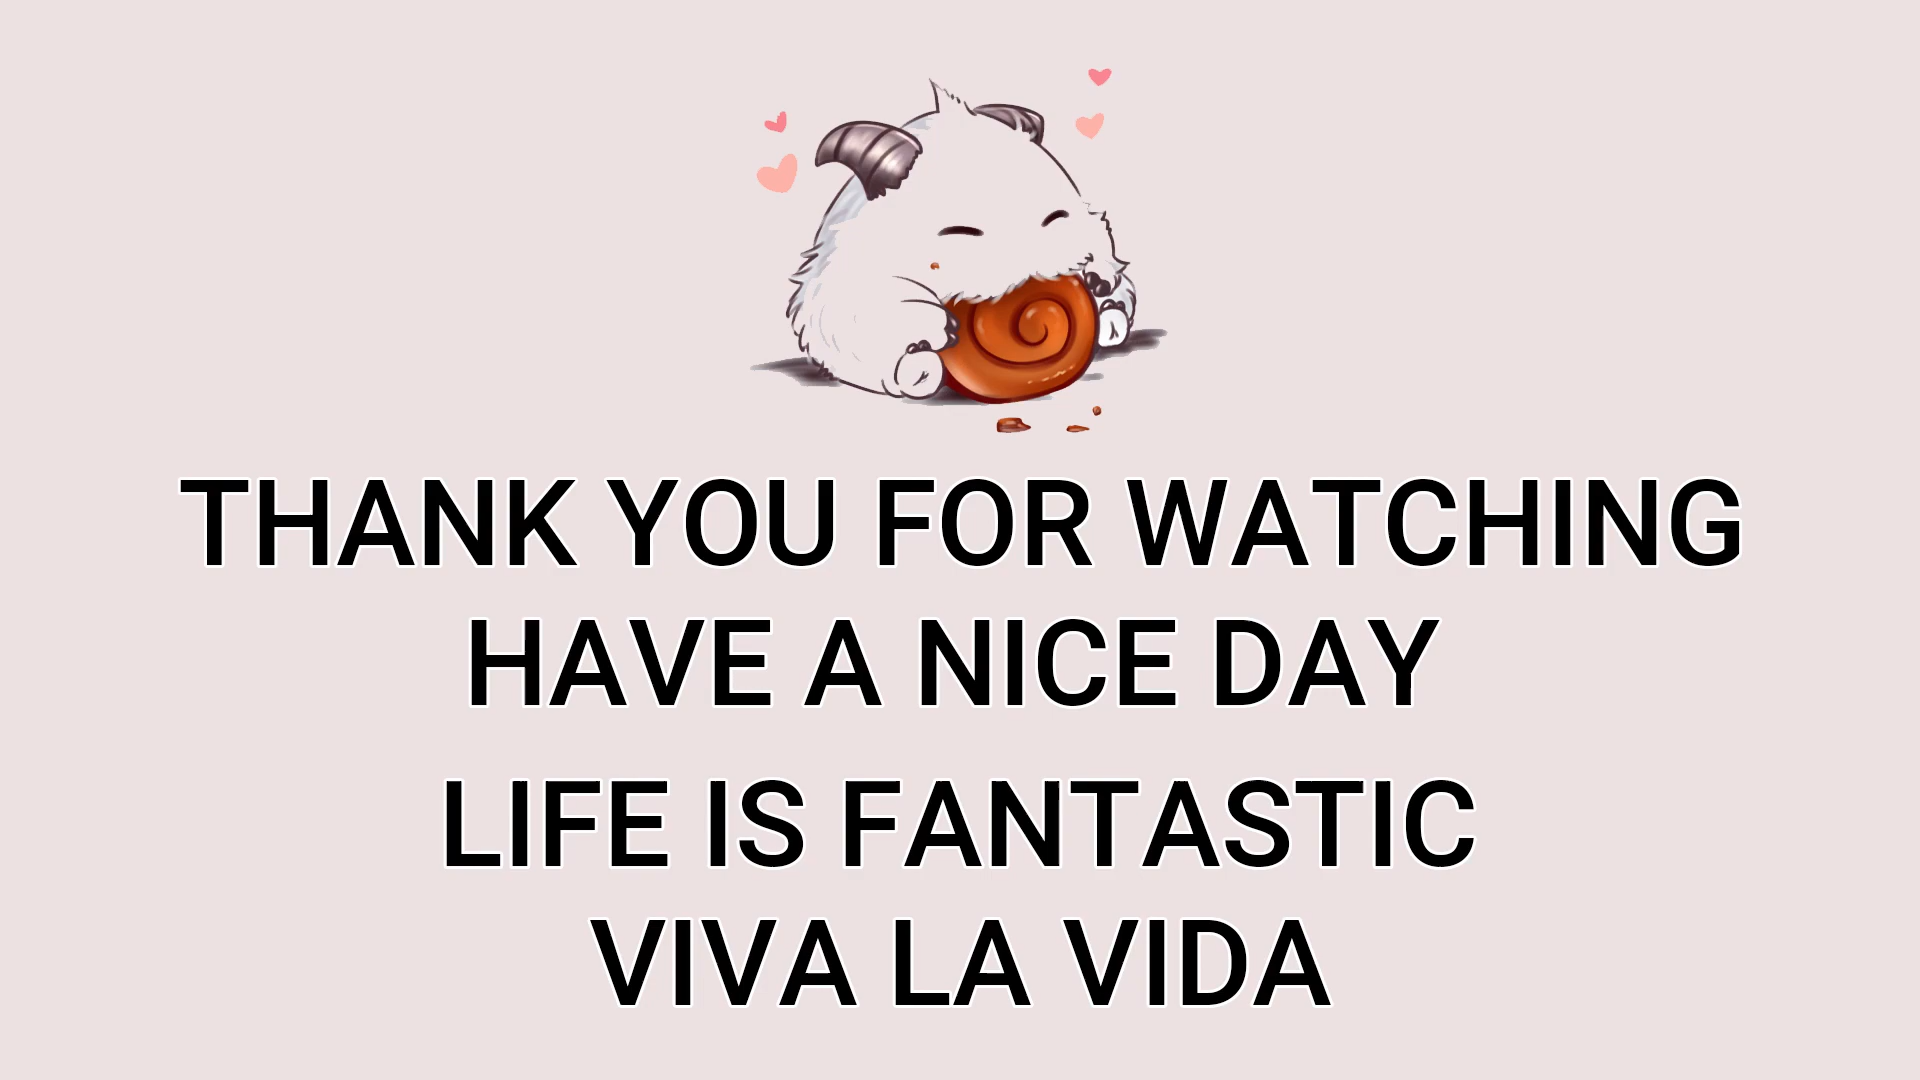 THANK YOU FOR WATCHING
HAVE A NICE DAY
LIFE IS FANTASTIC
VIVA LA VIDA